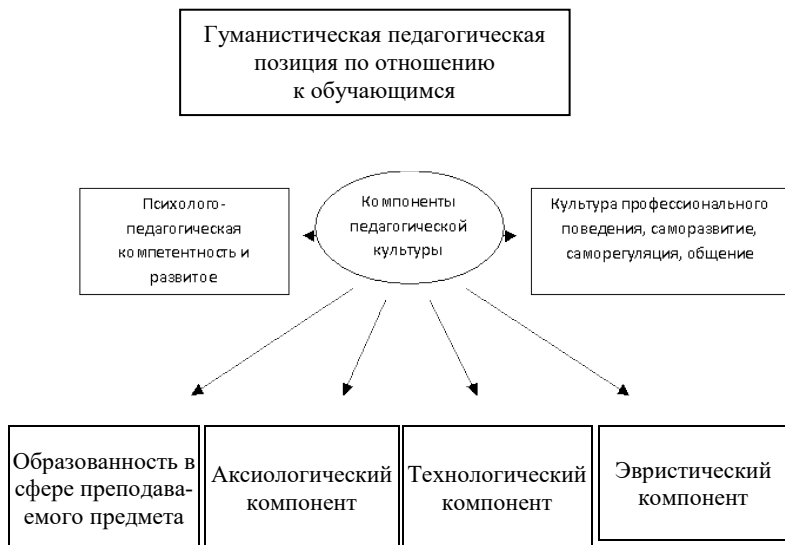 Гуманистическая педагогическая
позиция по отношению
к обучающимся
Психолого-
педагогическая
компетентность и
развитое
Компоненты
педагогической
культуры
Культура профессионального
поведения, саморазвитие,
саморегуляция, общение
Образованность в
сфере преподава-
емого предмета
Аксиологический
компонент
Технологический
компонент
Эвристический
компонент